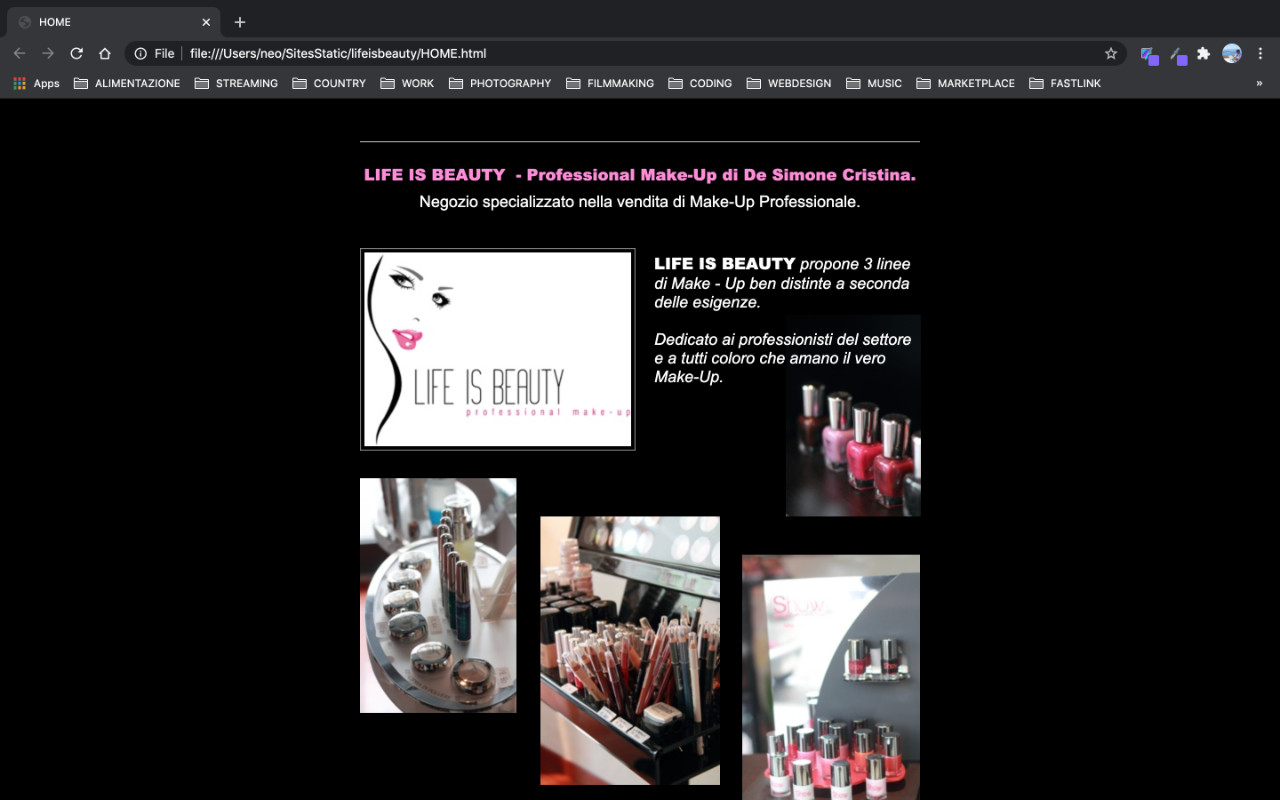 HOME
File
file:///Users/neo/SitesStatic/lifeisbeauty/HOME.html
Apps
ALIMENTAZIONE
STREAMING
COUNTRY
WORK
PHOTOGRAPHY
FILMMAKING
CODING
WEBDESIGN
MUSIC
MARKETPLACE
FASTLINK
»
LIFE IS BEAUTY - Professional Make-Up di De Simone Cristina.
Negozio specializzato nella vendita di Make-Up Professionale.
LIFE IS BEAUTY
professional make-up
LIFE IS BEAUTY propone 3 linee
di Make - Up ben distinte a seconda
delle esigenze.
Dedicato ai professionisti del settore
e a tutti coloro che amano il vero
Make-Up.
Show